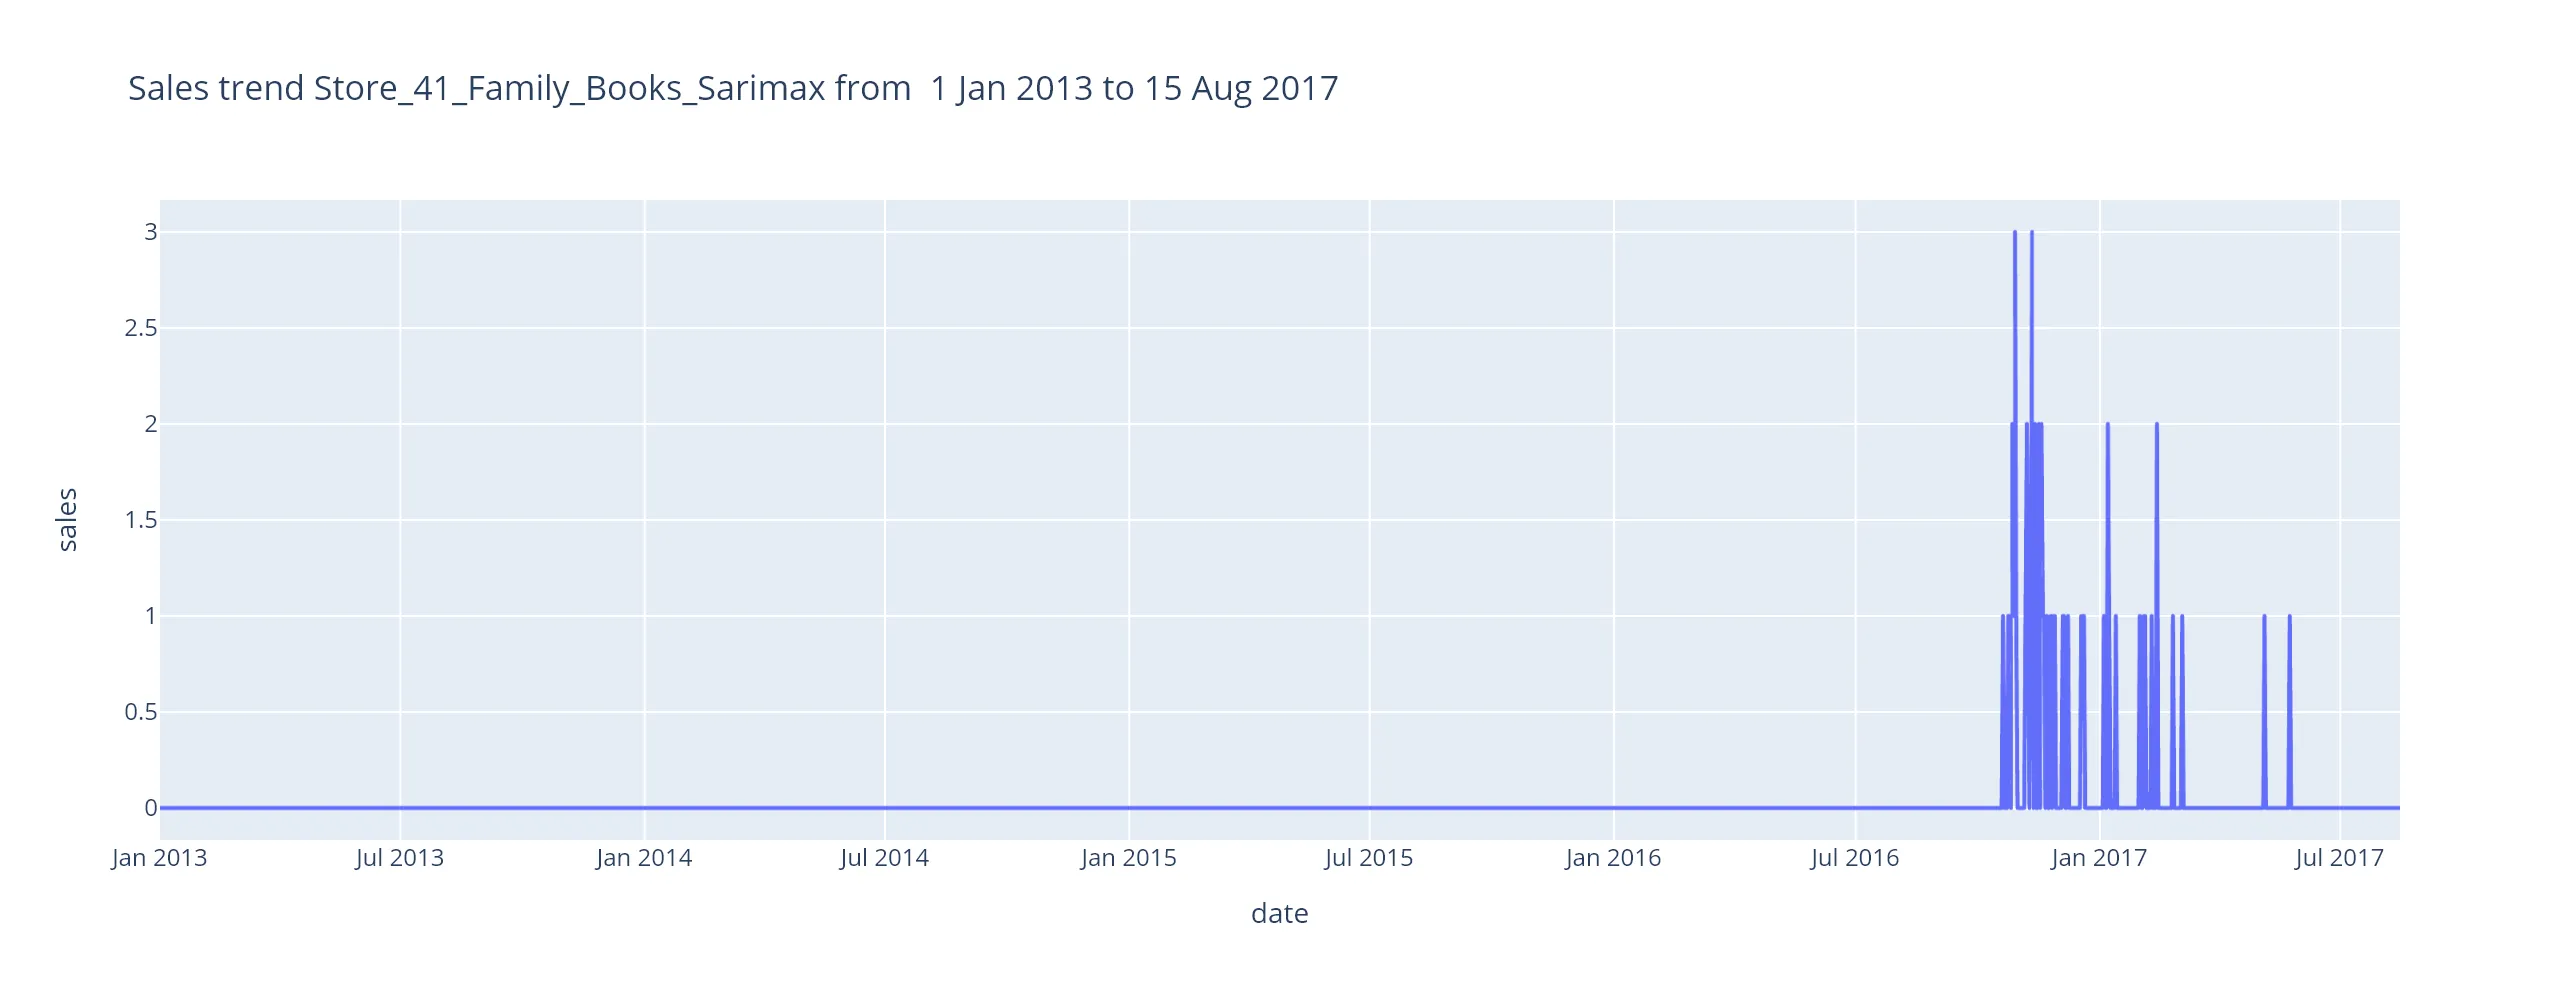 Sales trend Store_41_Family_Books_Sarimax from  1 Jan 2013 to 15 Aug 2017
3
2.5
2
1.5
1
0.5
0
sales
Jan 2013 Jul 2013 Jan 2014 Jul 2014 Jan 2015 Jul 2015 Jan 2016 Jul 2016 Jan 2017 Jul 2017
date